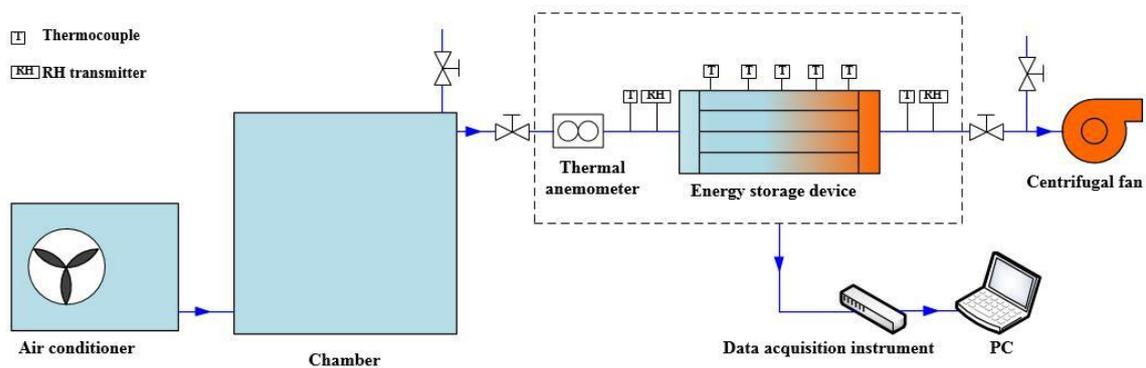 T Thermocouple
RH RH transmitter
T T T T T
T RH T RH
Thermal
anemometer
Energy storage device
Centrifugal fan
Air conditioner
Chamber
Data acquisition instrument
PC